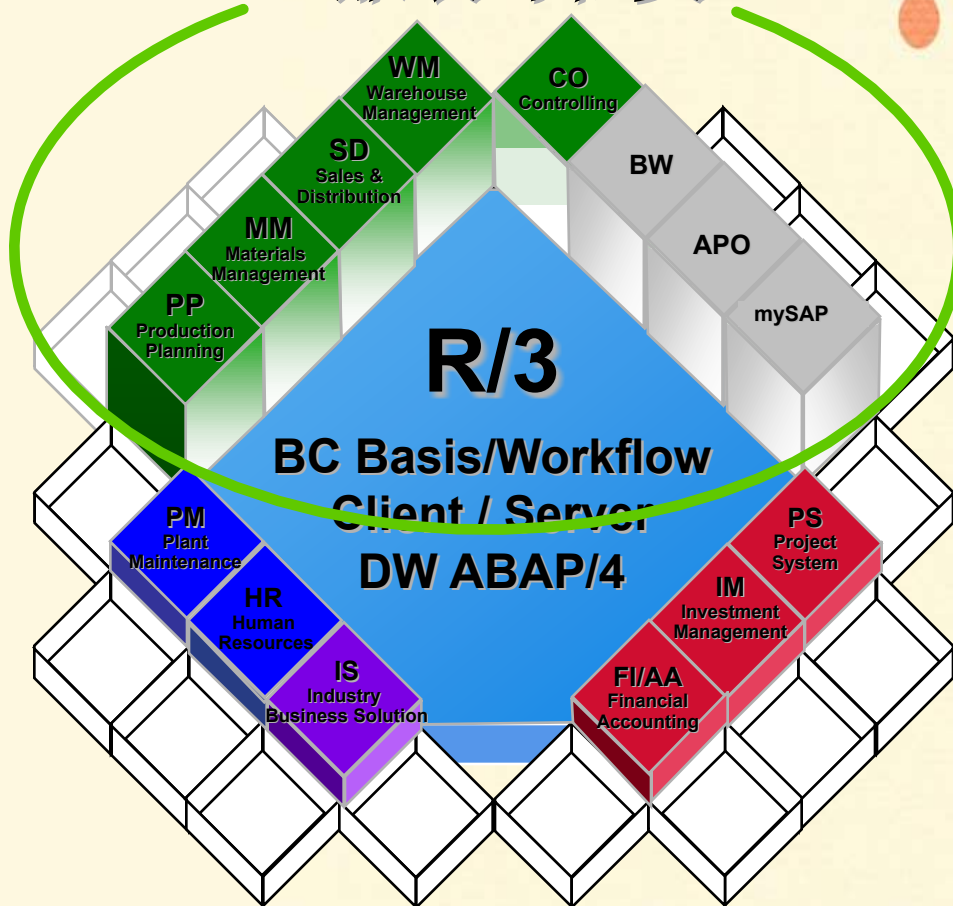 WM
Warehouse
Management
CO
Controlling
SD
Sales &
Distribution
BW
MM
Materials
Management
APO
PP
Production
Planning
mySAP
R/3
BC Basis/Workflow
Client / Server
DW ABAP/4
PM
Plant
Maintenance
HR
Human
Resources
IS
Industry
Business Solution
PS
Project
System
IM
Investment
Management
FI/AA
Financial
Accounting